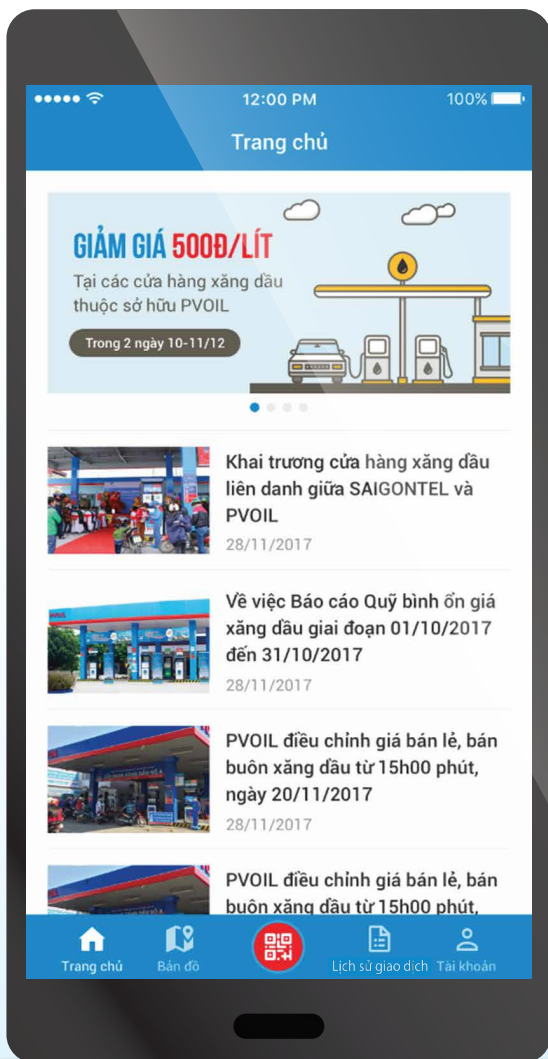 12:00 PM
100%
Trang chủ
GIẢM GIÁ 500Đ/LÍT
Tại các cửa hàng xăng dầu
thuộc sở hữu PVOIL
Trong 2 ngày 10-11/12
Khai trương cửa hàng xăng dầu
liên danh giữa SAIGONTEL và
PVOIL
28/11/2017
Về việc Báo cáo Quỹ bình ổn giá
xăng dầu giai đoạn 01/10/2017
đến 31/10/2017
28/11/2017
PVOIL điều chỉnh giá bán lẻ, bán
buôn xăng dầu từ 15h00 phút,
ngày 20/11/2017
28/11/2017
PVOIL điều chỉnh giá bán lẻ, bán
buôn xăng dầu từ 15h00 phút,
Trang chủ
Bản đồ
Lịch sử giao dịch
Tài khoản